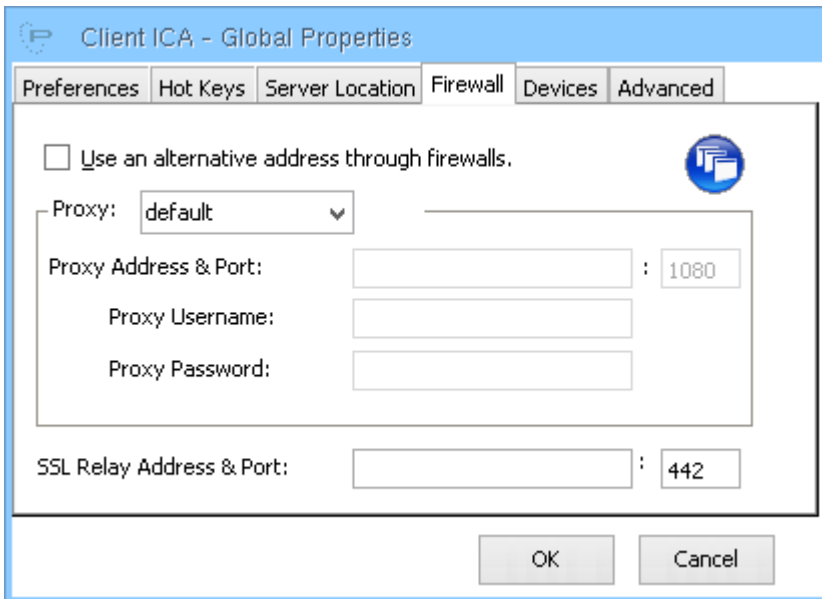 Client ICA - Global Properties
Preferences Hot Keys Server Location Firewall Devices Advanced
Use an alternative address through firewalls.
Proxy: default
Proxy Address & Port: : 1080
Proxy Username:
Proxy Password:
SSL Relay Address & Port: : 442
OK Cancel